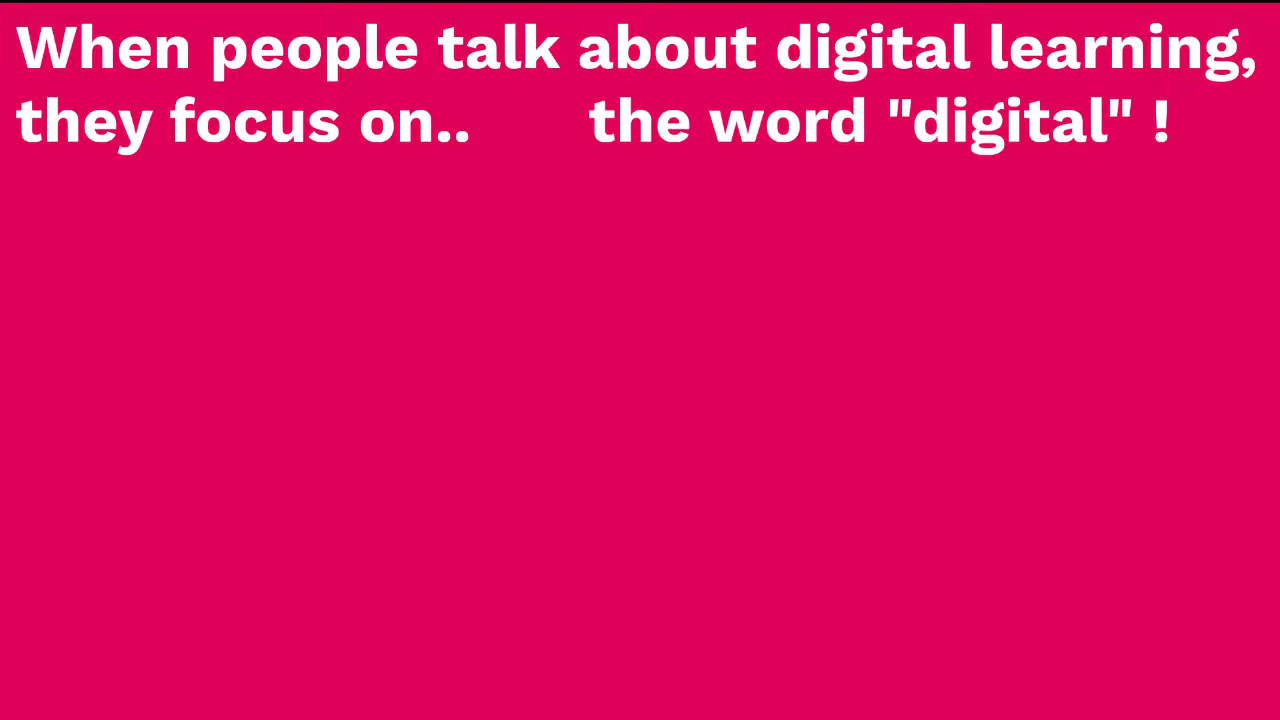 When people talk about digital learning,
they focus on.. the word "digital" !